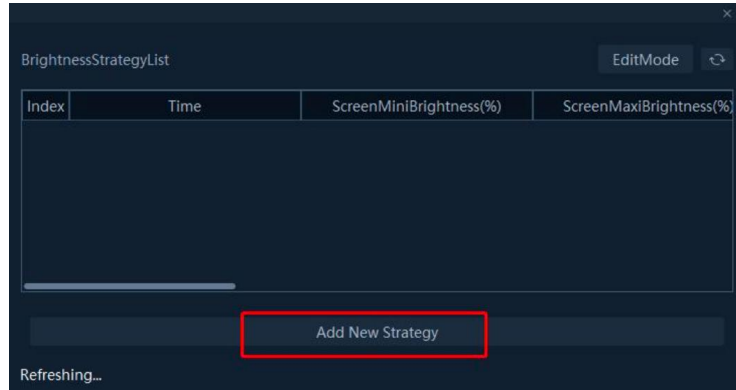 BrightnessStrategyList EditMode
Index Time ScreenMiniBrightness(%) ScreenMaxiBrightness(%)
Add New Strategy
Refreshing...